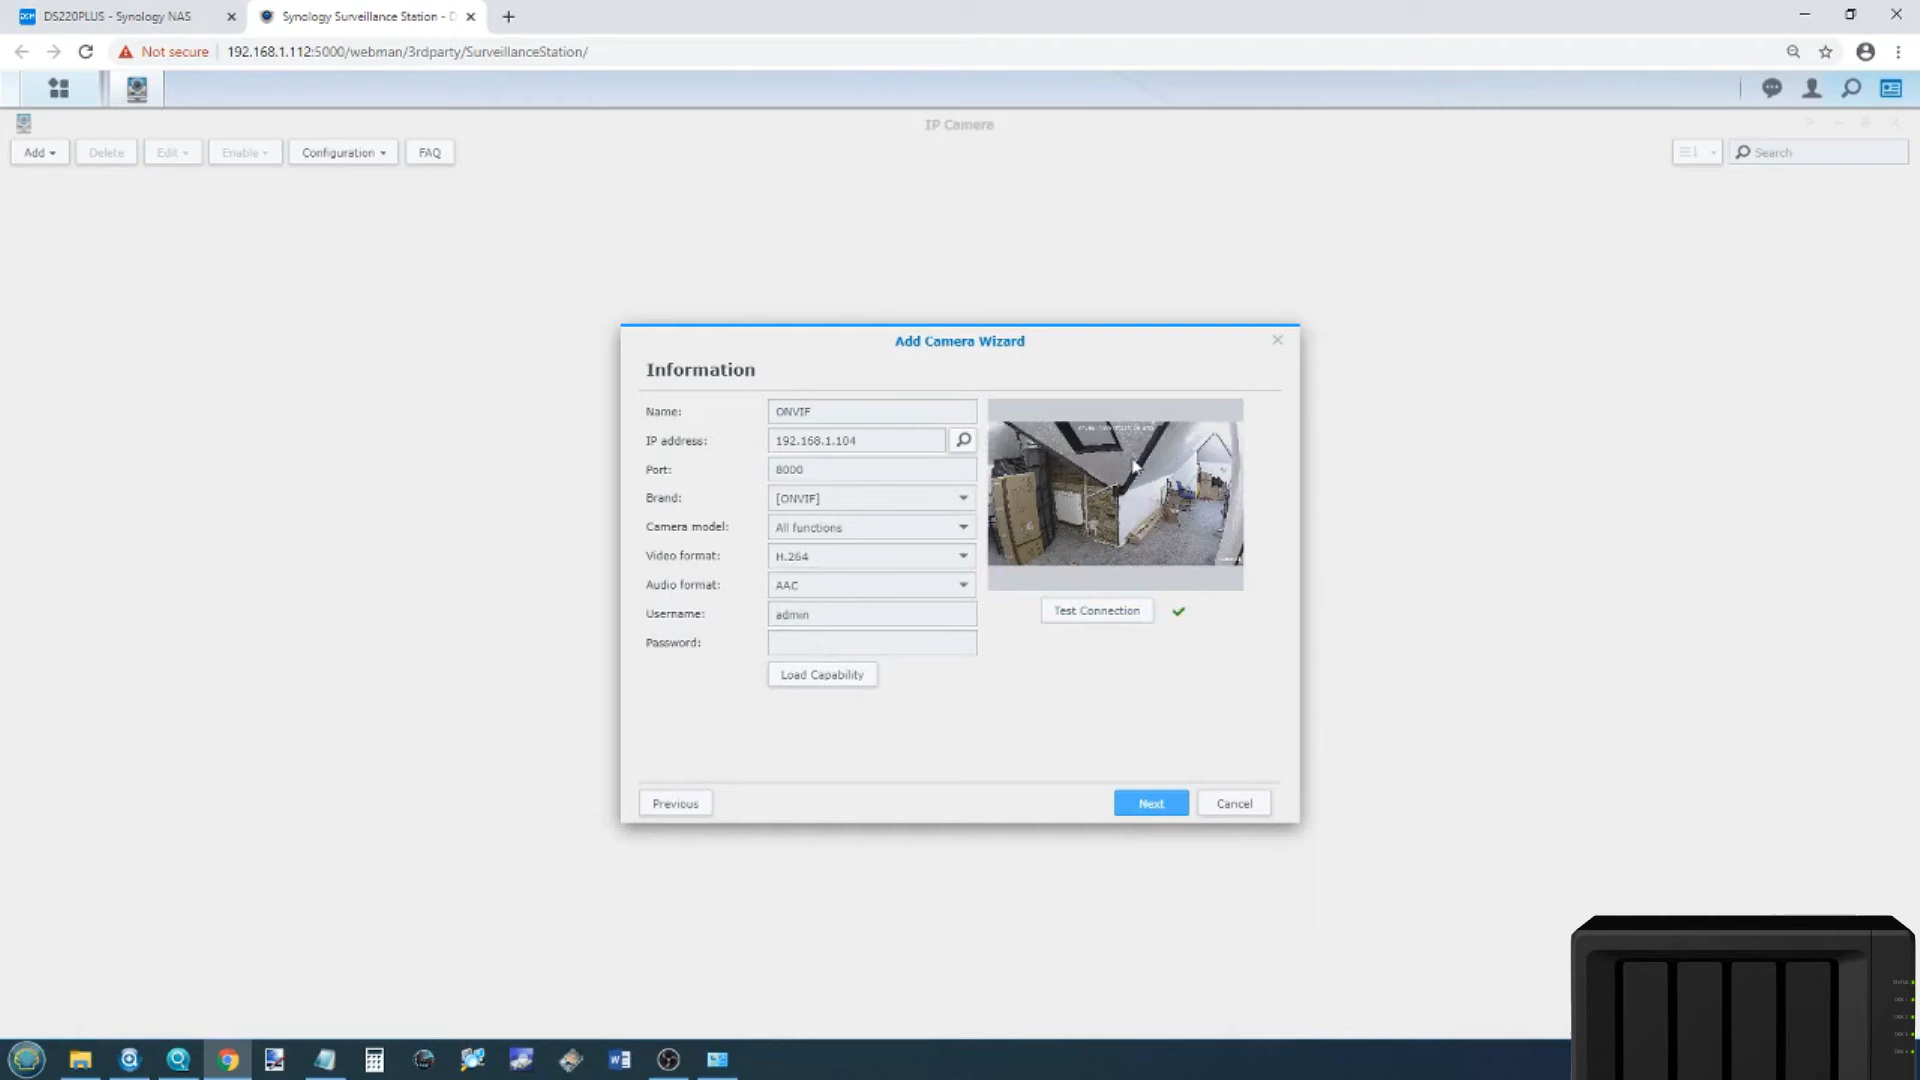 DS220PLUS - Synology NAS
Synology Surveillance Station - D
Not secure
192.168.1.112:5000/webman/3rdparty/SurveillanceStation/
IP Camera
Add
Delete
Edit
Enable
Configuration
FAQ
Search
Add Camera Wizard
Information
Name:
ONVIF
IP address:
192.168.1.104
Port:
8000
Brand:
[ONVIF]
Camera model:
All functions
Video format:
H.264
Audio format:
AAC
Username:
admin
Password:
Load Capability
Test Connection
Previous
Next
Cancel